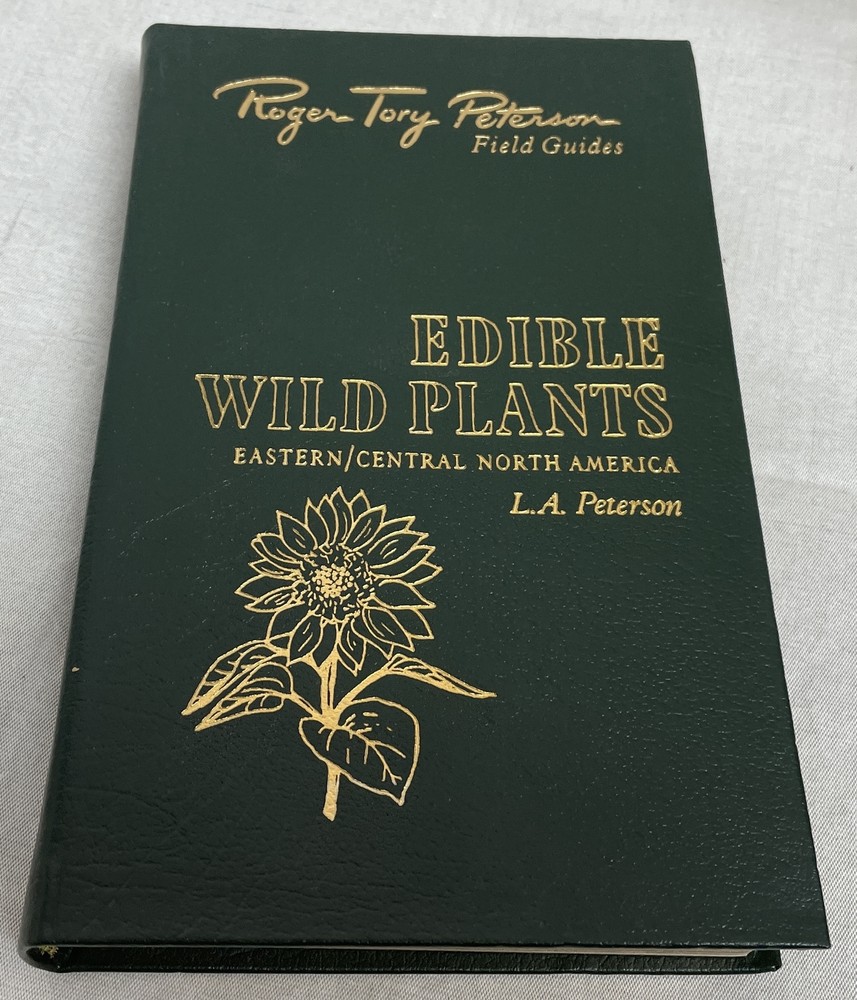 Roger Tory Peterson
Field Guides
EDIBLE
WILD PLANTS
EASTERN/CENTRAL NORTH AMERICA
L.A. Peterson